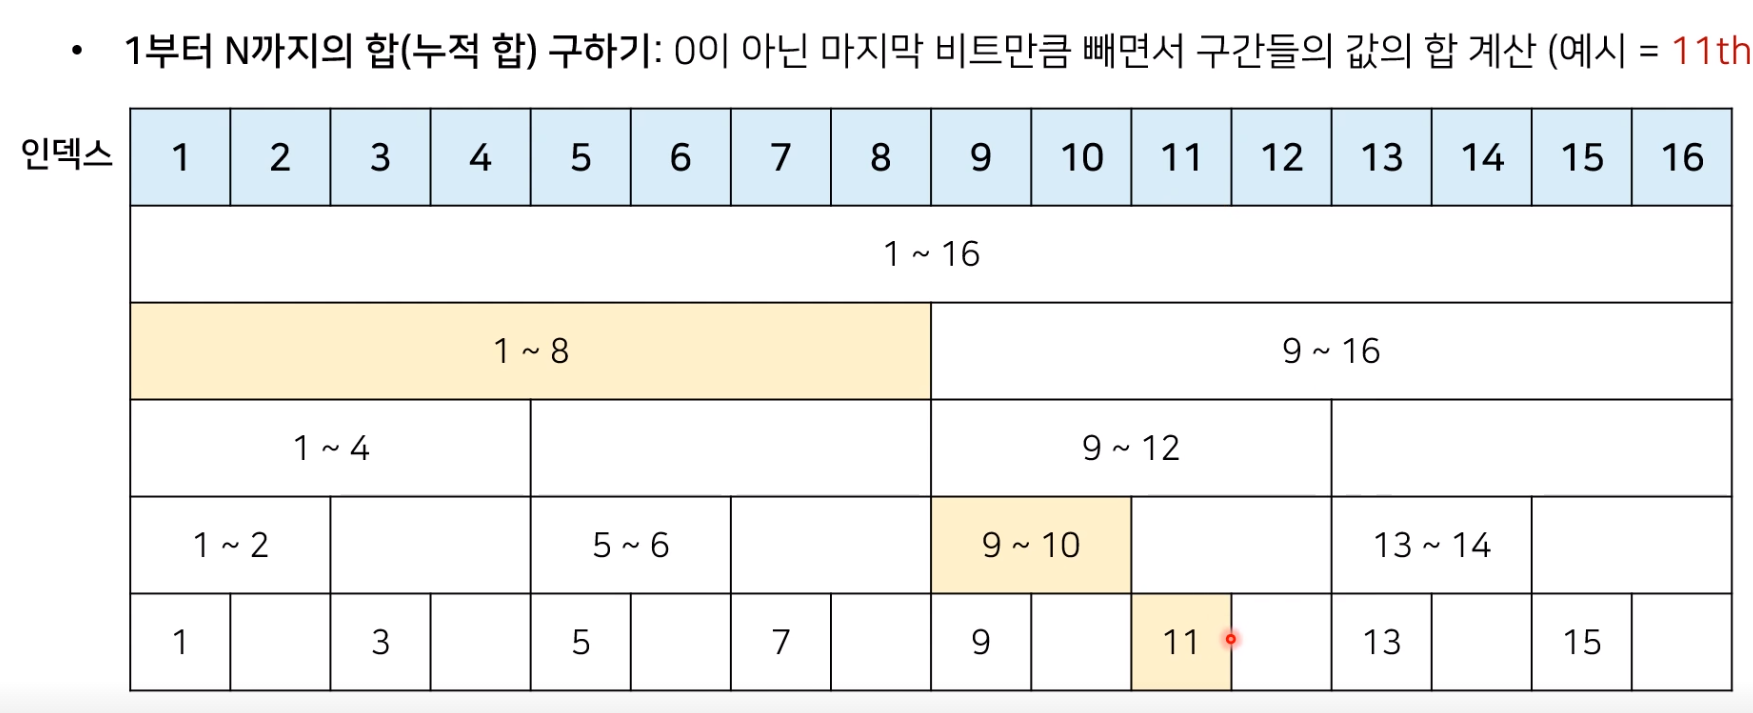 • 1부터 N까지의 합(누적 합) 구하기: 0이 아닌 마지막 비트만큼 빼면서 구간들의 값의 합 계산 (예시 = 11th
인덱스 1 2 3 4 5 6 7 8 9 10 11 12 13 14 15 16
1 ~ 16
1 ~ 8 9 ~ 16
1 ~ 4 9 ~ 12
1 ~ 2 5 ~ 6 9 ~ 10 13 ~ 14
1 3 5 7 9 11 13 15